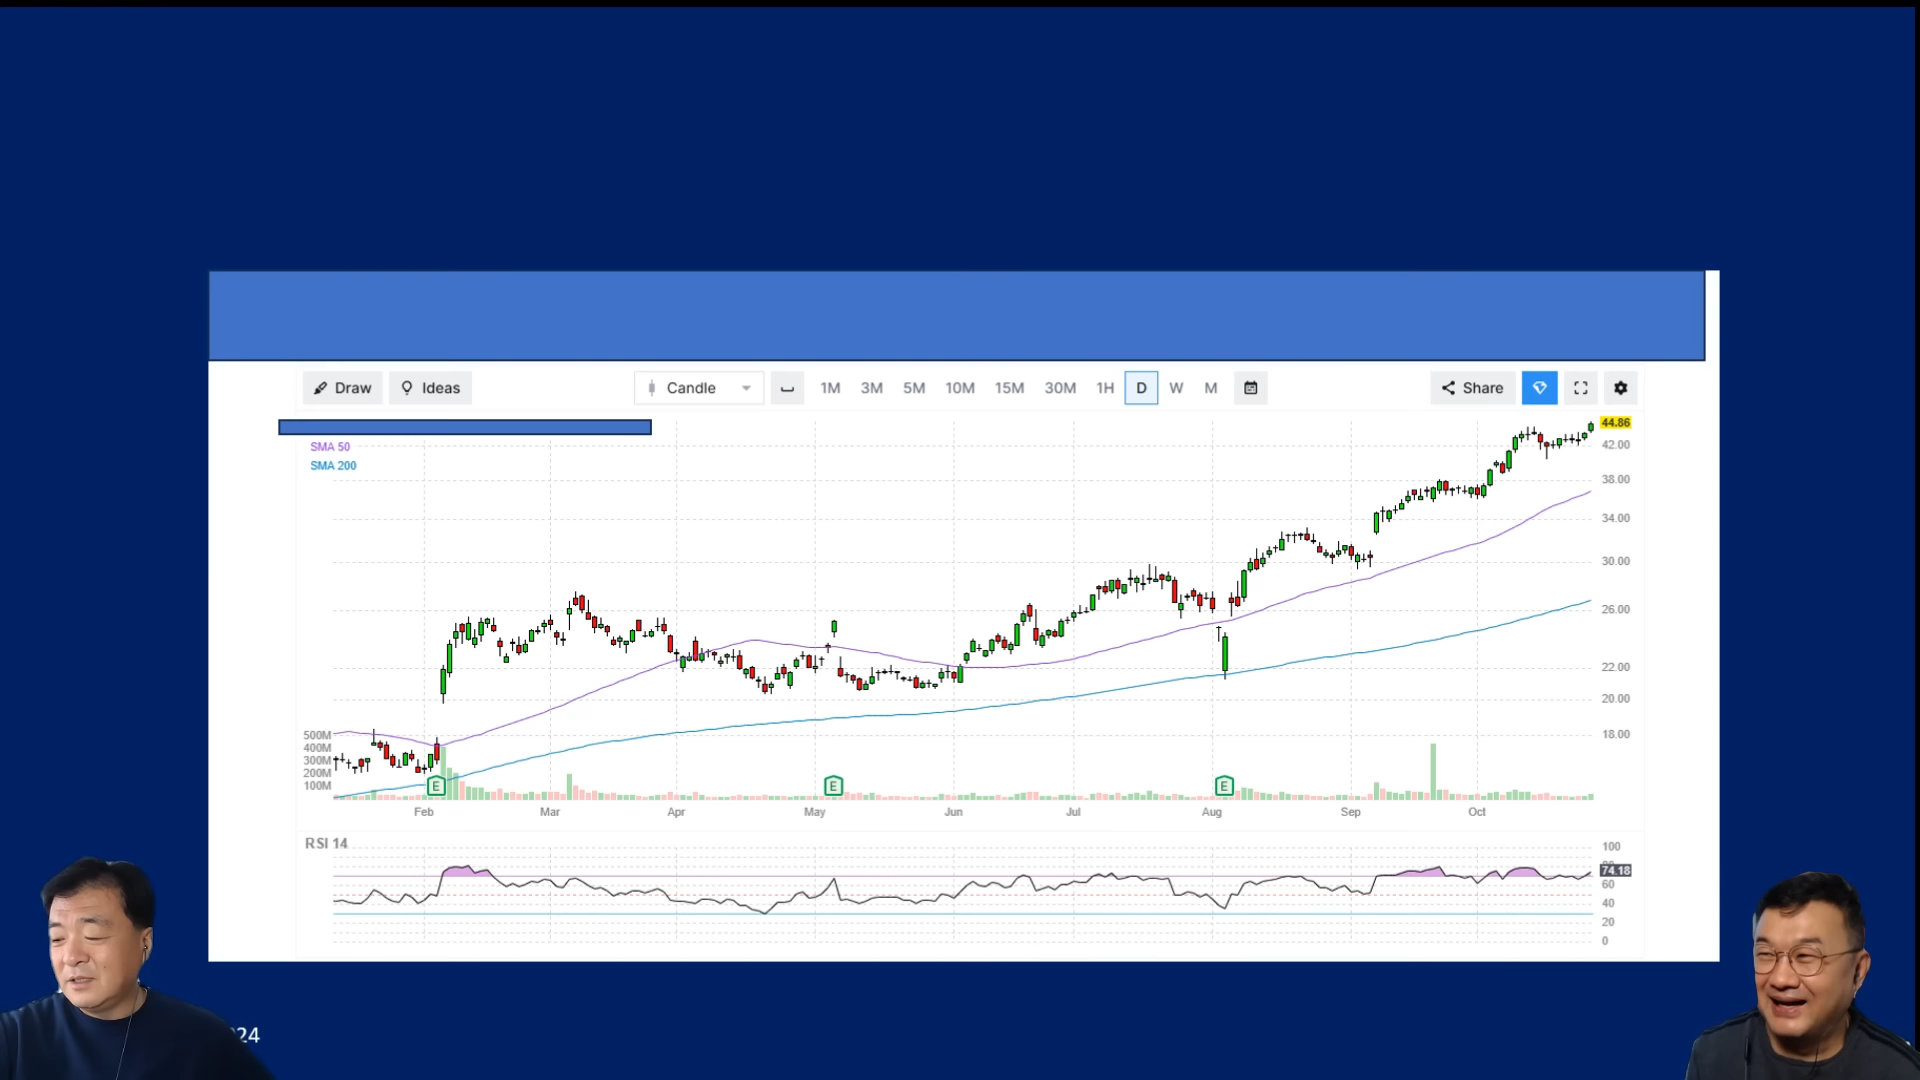 Draw Ideas Candle 1M 3M 5M 10M 15M 30M 1H D W M Share
SMA 50
SMA 200
44.86
42.00
38.00
34.00
30.00
26.00
22.00
20.00
18.00
500M
400M
300M
200M
100M
E E E
Feb Mar Apr May Jun Jul Aug Sep Oct
RSI 14
100
74.18
60
40
20
0
24